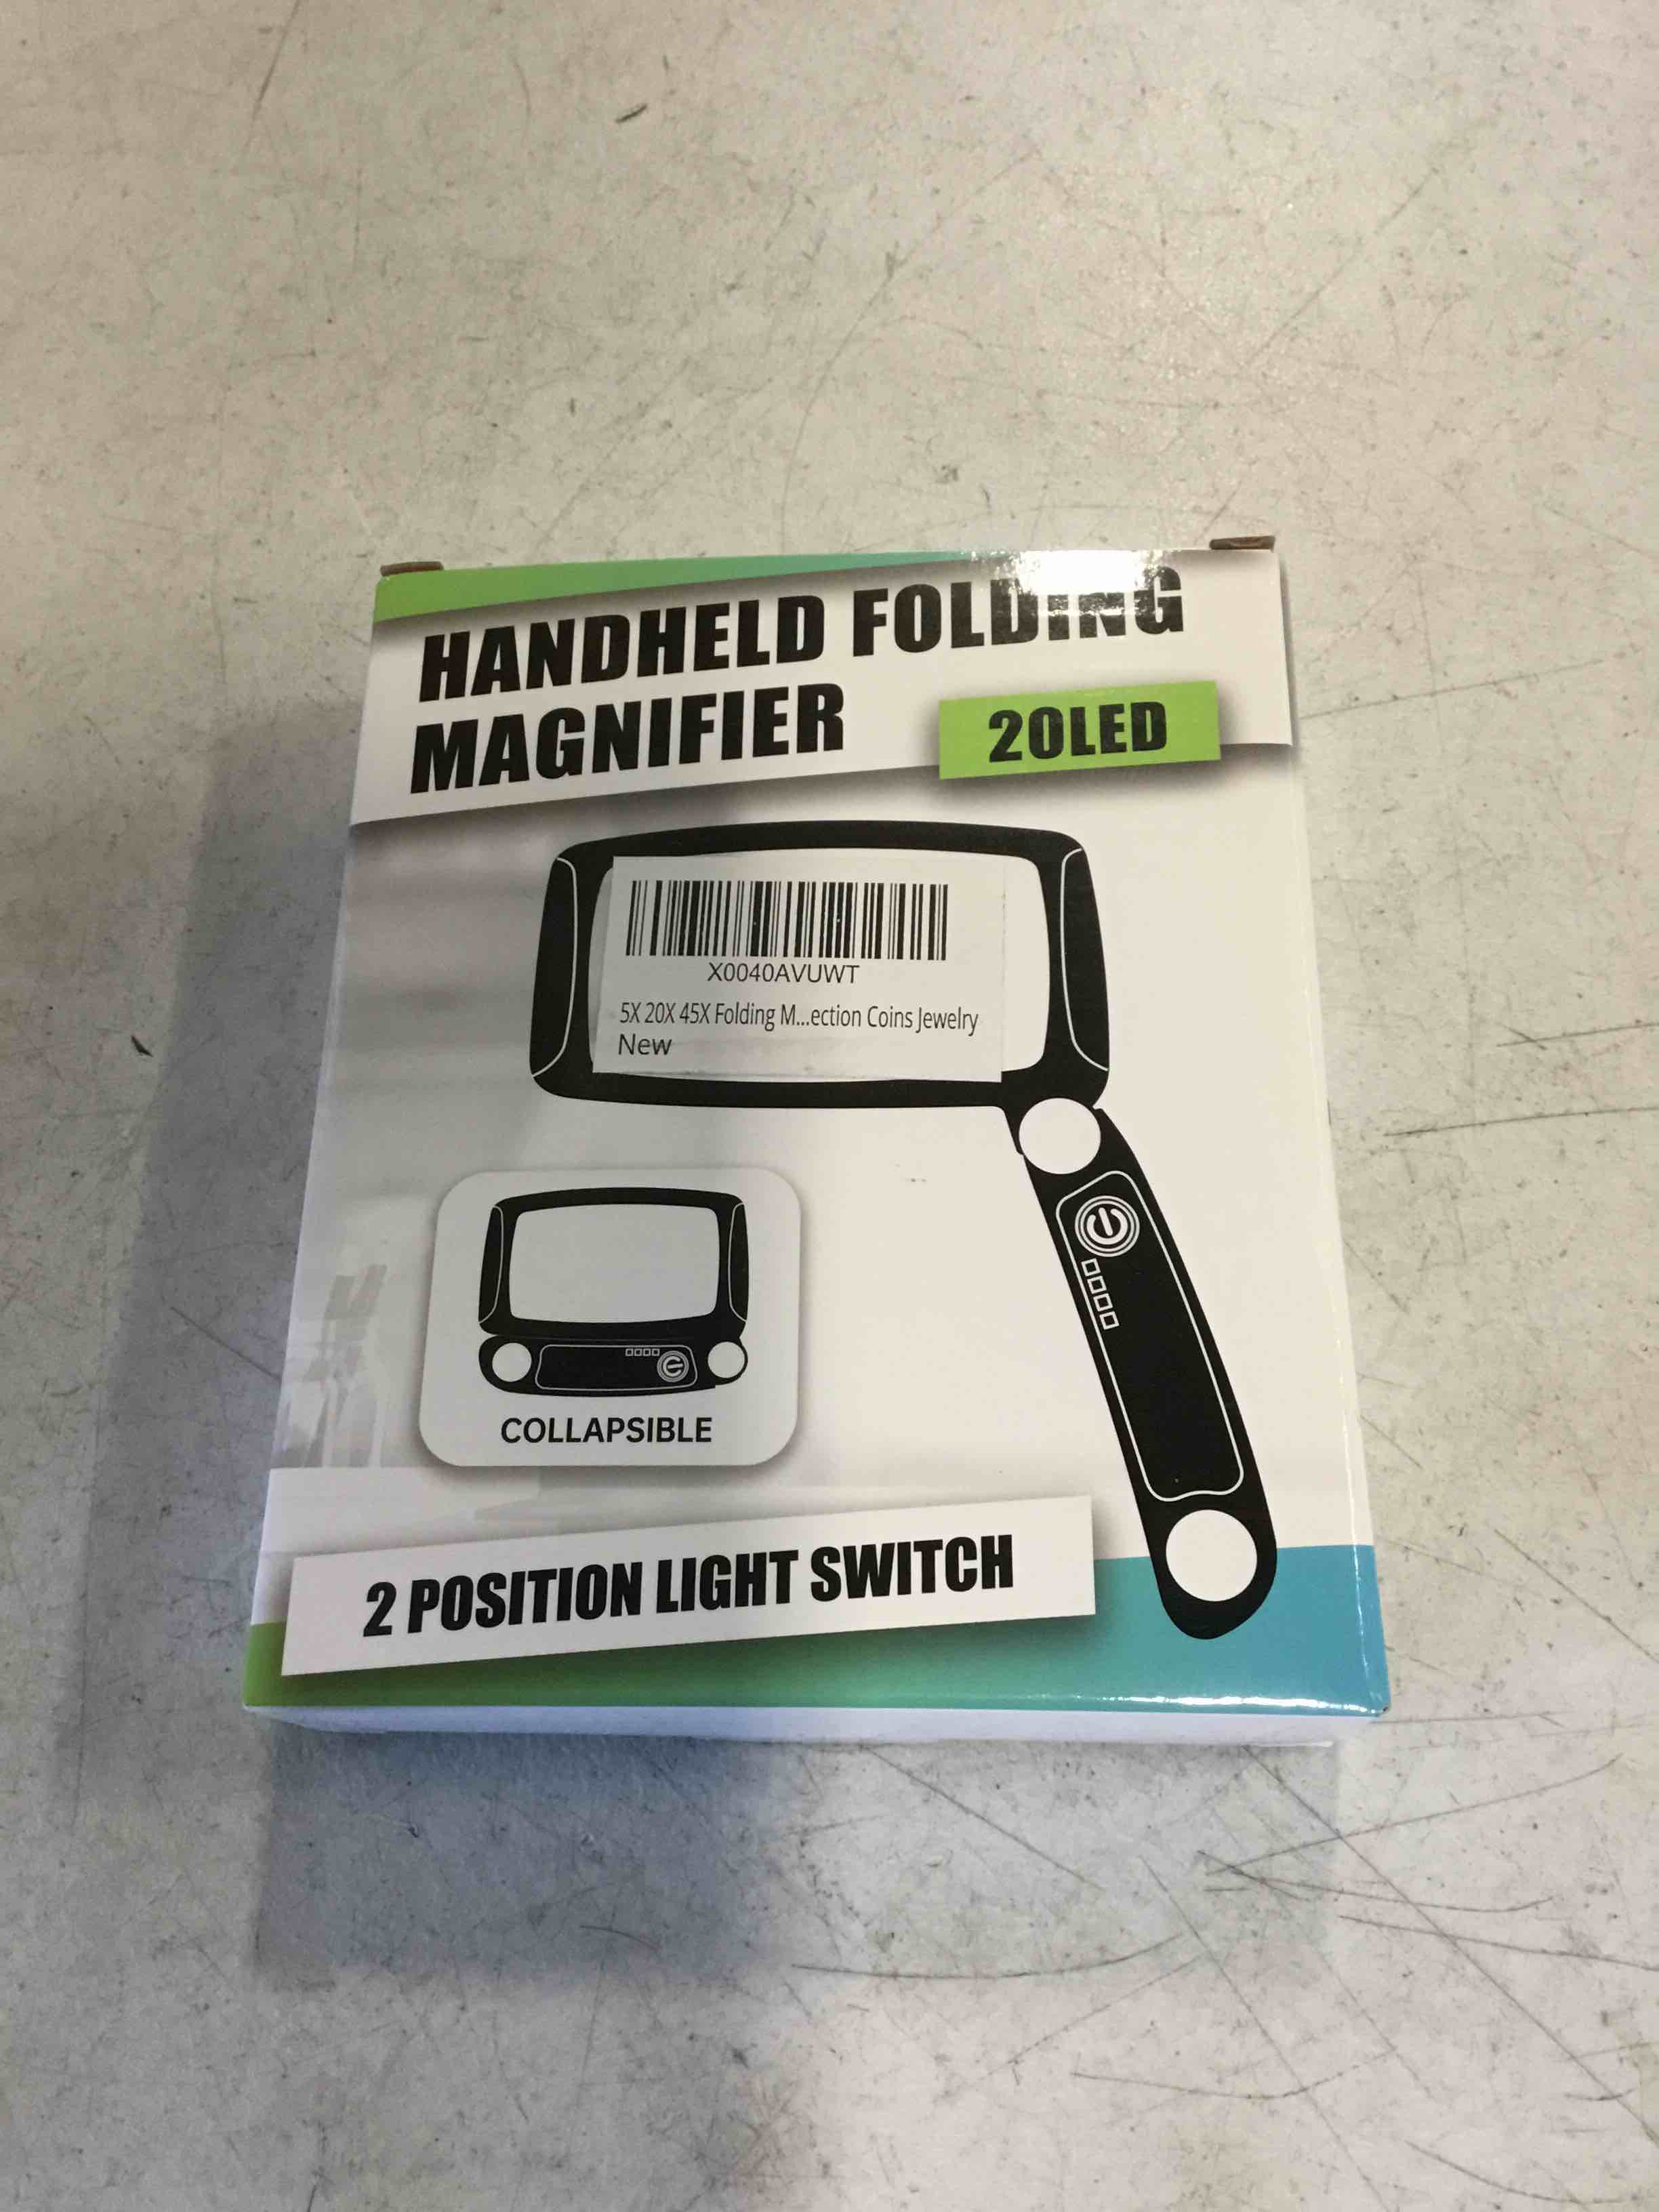 HANDHELD FOLDING
MAGNIFIER
20LED
X0040AVUWT
5X 20X 45X Folding M...ection Coins Jewelry
New
COLLAPSIBLE
2 POSITION LIGHT SWITCH